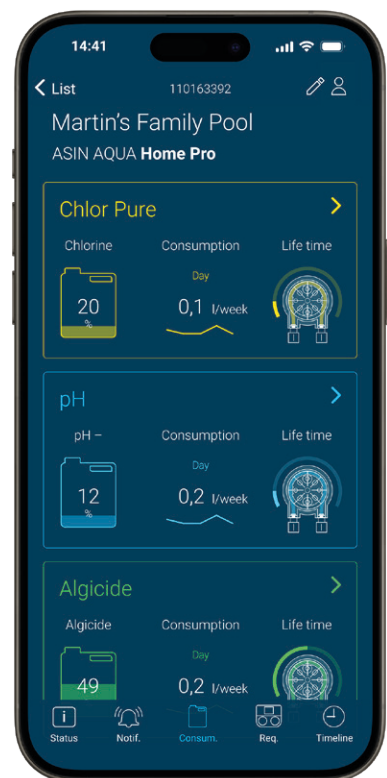 14:41
List 110163392
Martin's Family Pool
ASIN AQUA Home Pro
Chlor Pure
Chlorine Consumption Life time
Day
20 0,1 l/week
%
pH
pH – Consumption Life time
Day
12 0,2 l/week
%
Algicide
Algicide Consumption Life time
Day
49 0,2 l/week
Status Notif. Consum. Req. Timeline